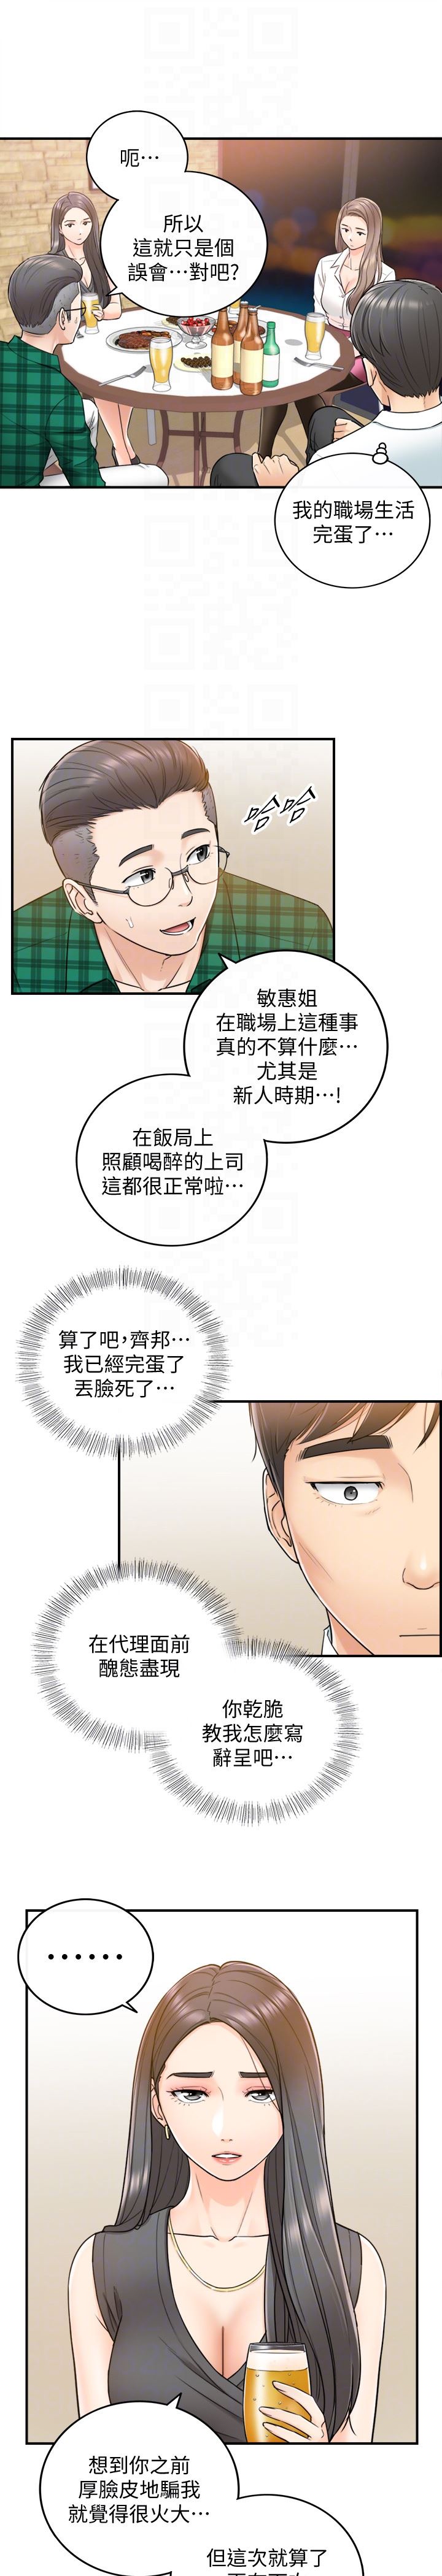 呃…
所以
這就只是個
誤會…對吧?
我的職場生活
完蛋了…
哈哈
敏惠姐
在職場上這種事
真的不算什麼…
尤其是
新人時期…!
在飯局上
照顧喝醉的上司
這都很正常啦…
算了吧,齊邦…
我已經完蛋了
丟臉死了…
在代理面前
醜態盡現
你乾脆
教我怎麼寫
辭呈吧…
……
想到你之前
厚臉皮地騙我
就覺得很火大…
但這次就算了